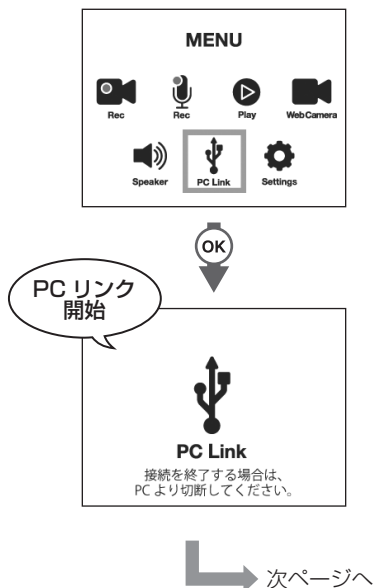 MENU
Rec Rec Play WebCamera
Speaker PC Link Settings
OK
PC リンク
開始
PC Link
接続を終了する場合は、
PC より切断してください。
次ページへ